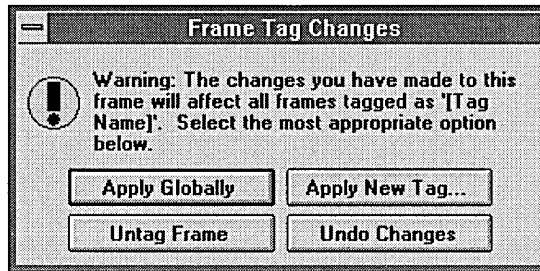 Frame Tag Changes
Warning: The changes you have made to this
frame will affect all frames tagged as '[Tag
Name]'. Select the most appropriate option
below.
Apply Globally Apply New Tag...
Untag Frame Undo Changes